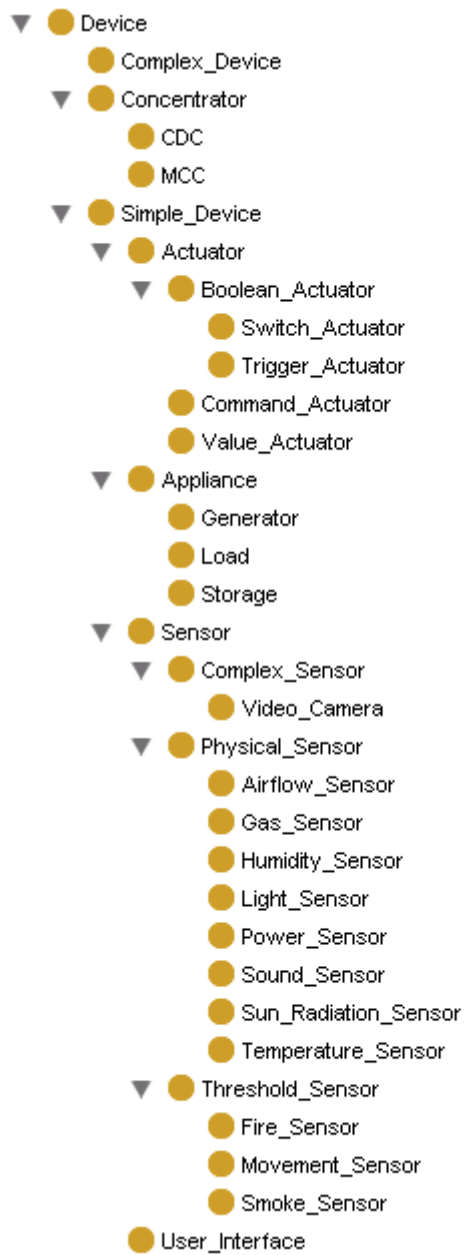 Device
Complex_Device
Concentrator
CDC
MCC
Simple_Device
Actuator
Boolean_Actuator
Switch_Actuator
Trigger_Actuator
Command_Actuator
Value_Actuator
Appliance
Generator
Load
Storage
Sensor
Complex_Sensor
Video_Camera
Physical_Sensor
Airflow_Sensor
Gas_Sensor
Humidity_Sensor
Light_Sensor
Power_Sensor
Sound_Sensor
Sun_Radiation_Sensor
Temperature_Sensor
Threshold_Sensor
Fire_Sensor
Movement_Sensor
Smoke_Sensor
User_Interface